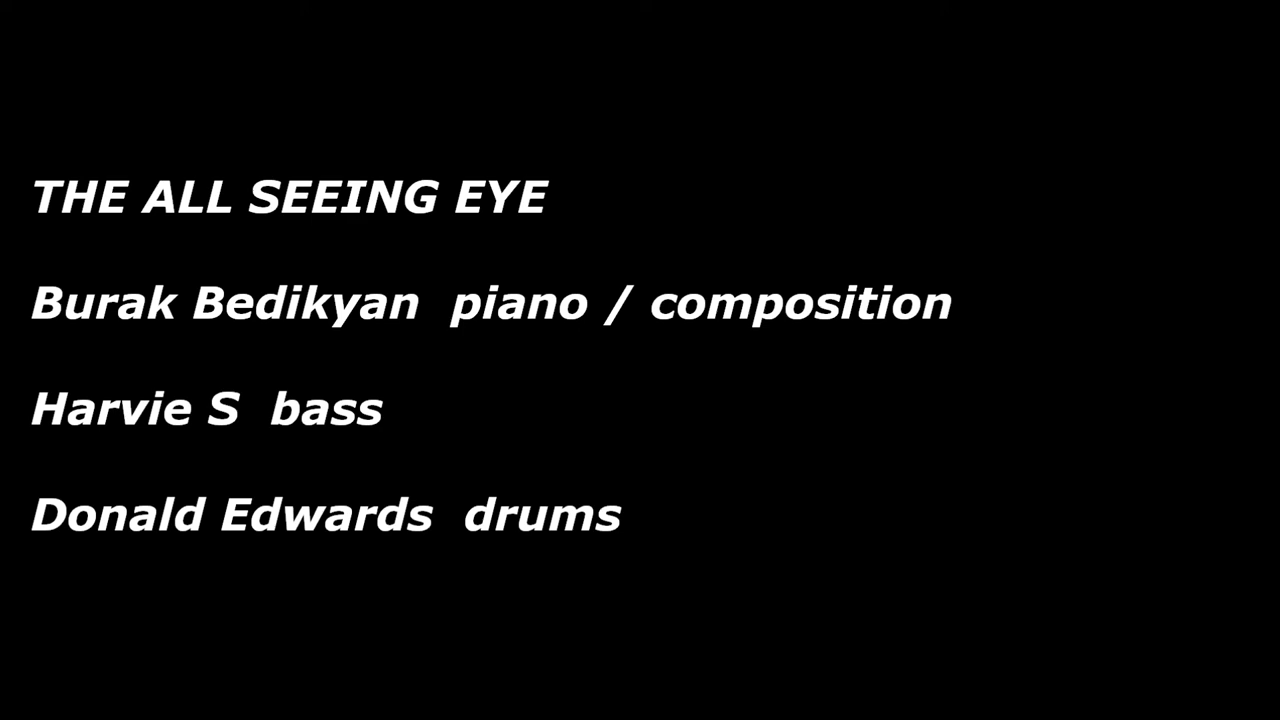 THE ALL SEEING EYE
Burak Bedikyan  piano / composition
Harvie S  bass
Donald Edwards  drums